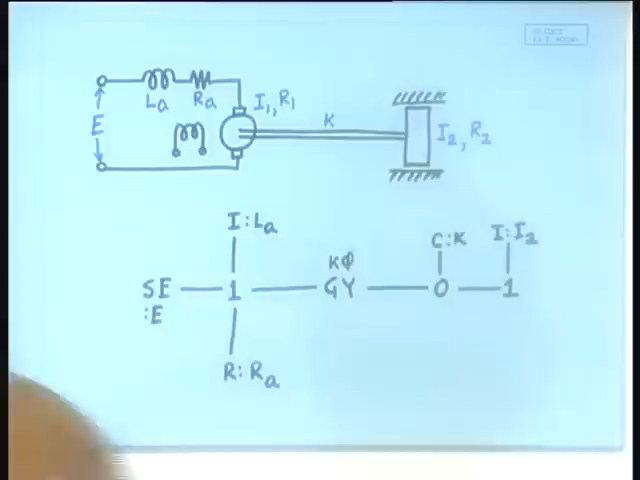 La Ra I₁, R₁
E K I₂, R₂
I:La
C:K I:I₂
KΦ
SE 1 GY 0 1
:E
R:Ra